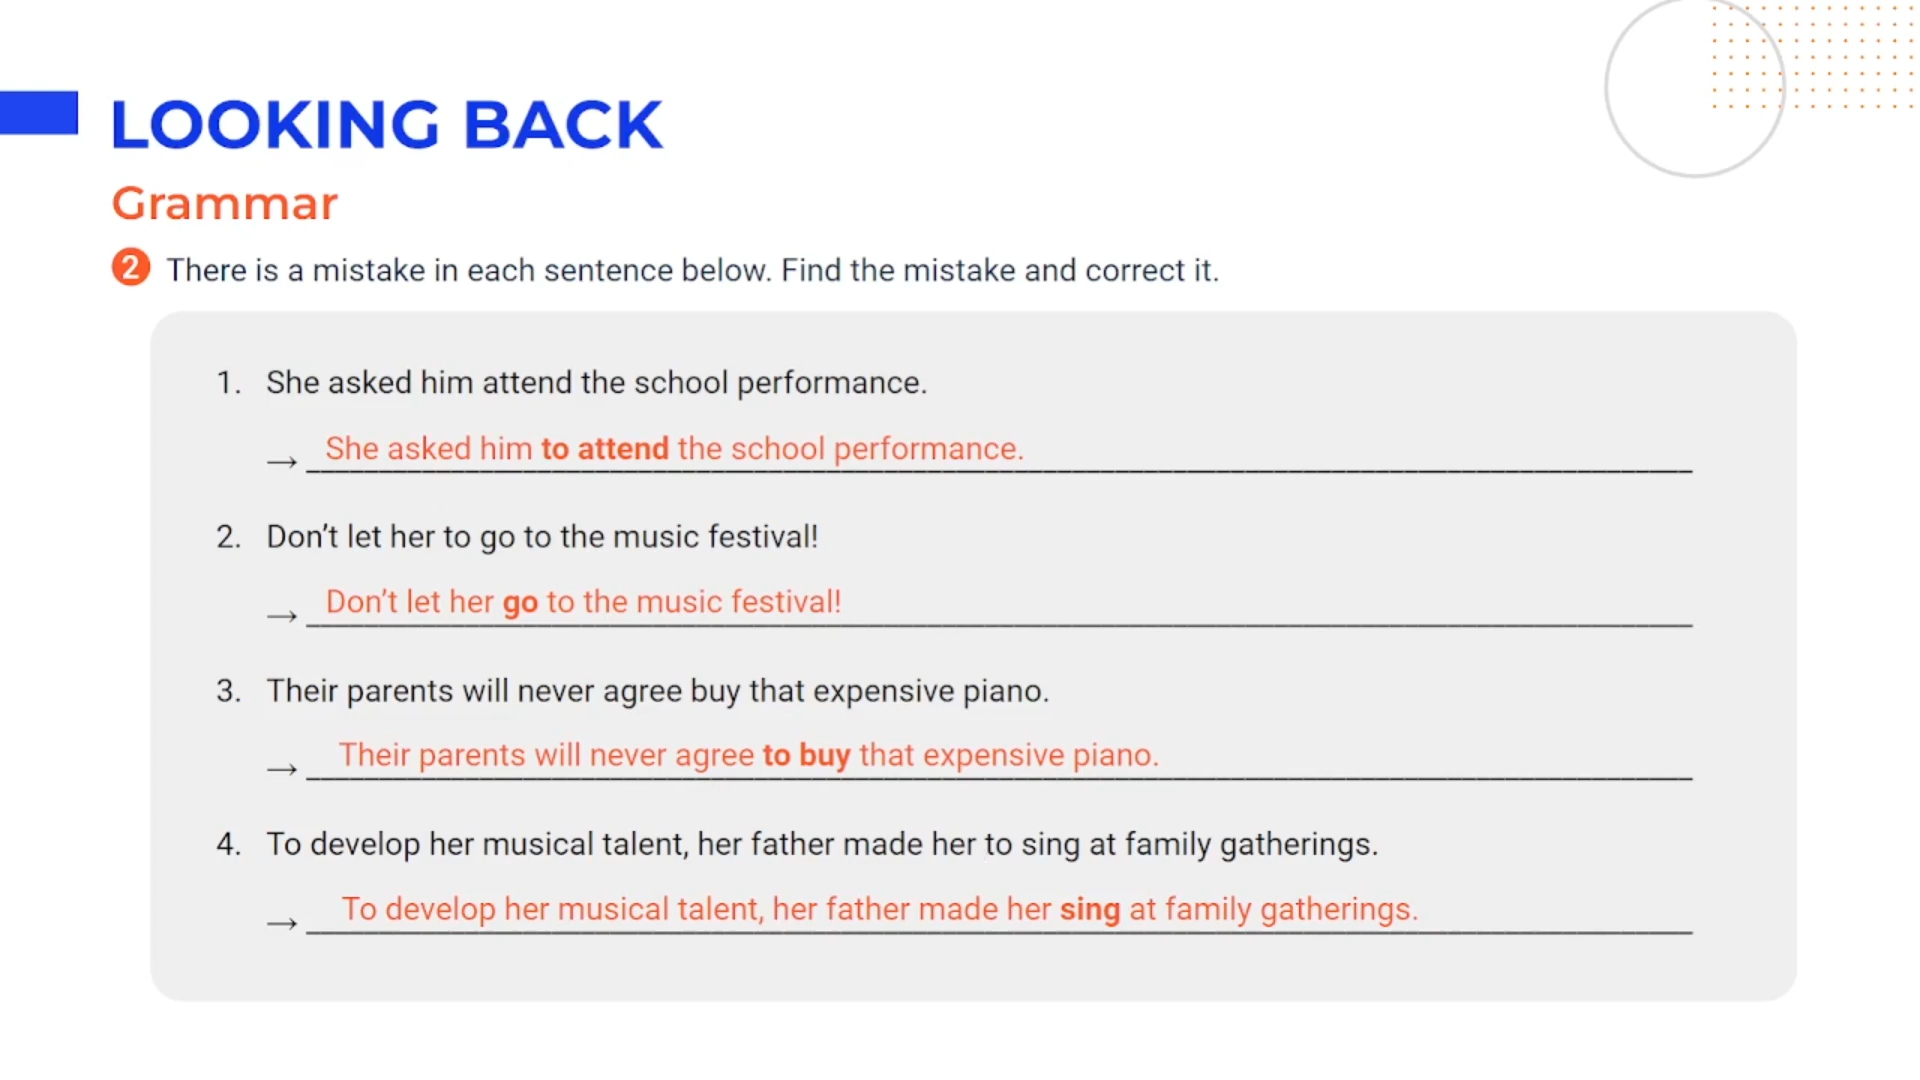 LOOKING BACK
Grammar
2 There is a mistake in each sentence below. Find the mistake and correct it.
1. She asked him attend the school performance.
→ She asked him to attend the school performance.
2. Don’t let her to go to the music festival!
→ Don’t let her go to the music festival!
3. Their parents will never agree buy that expensive piano.
→ Their parents will never agree to buy that expensive piano.
4. To develop her musical talent, her father made her to sing at family gatherings.
→ To develop her musical talent, her father made her sing at family gatherings.